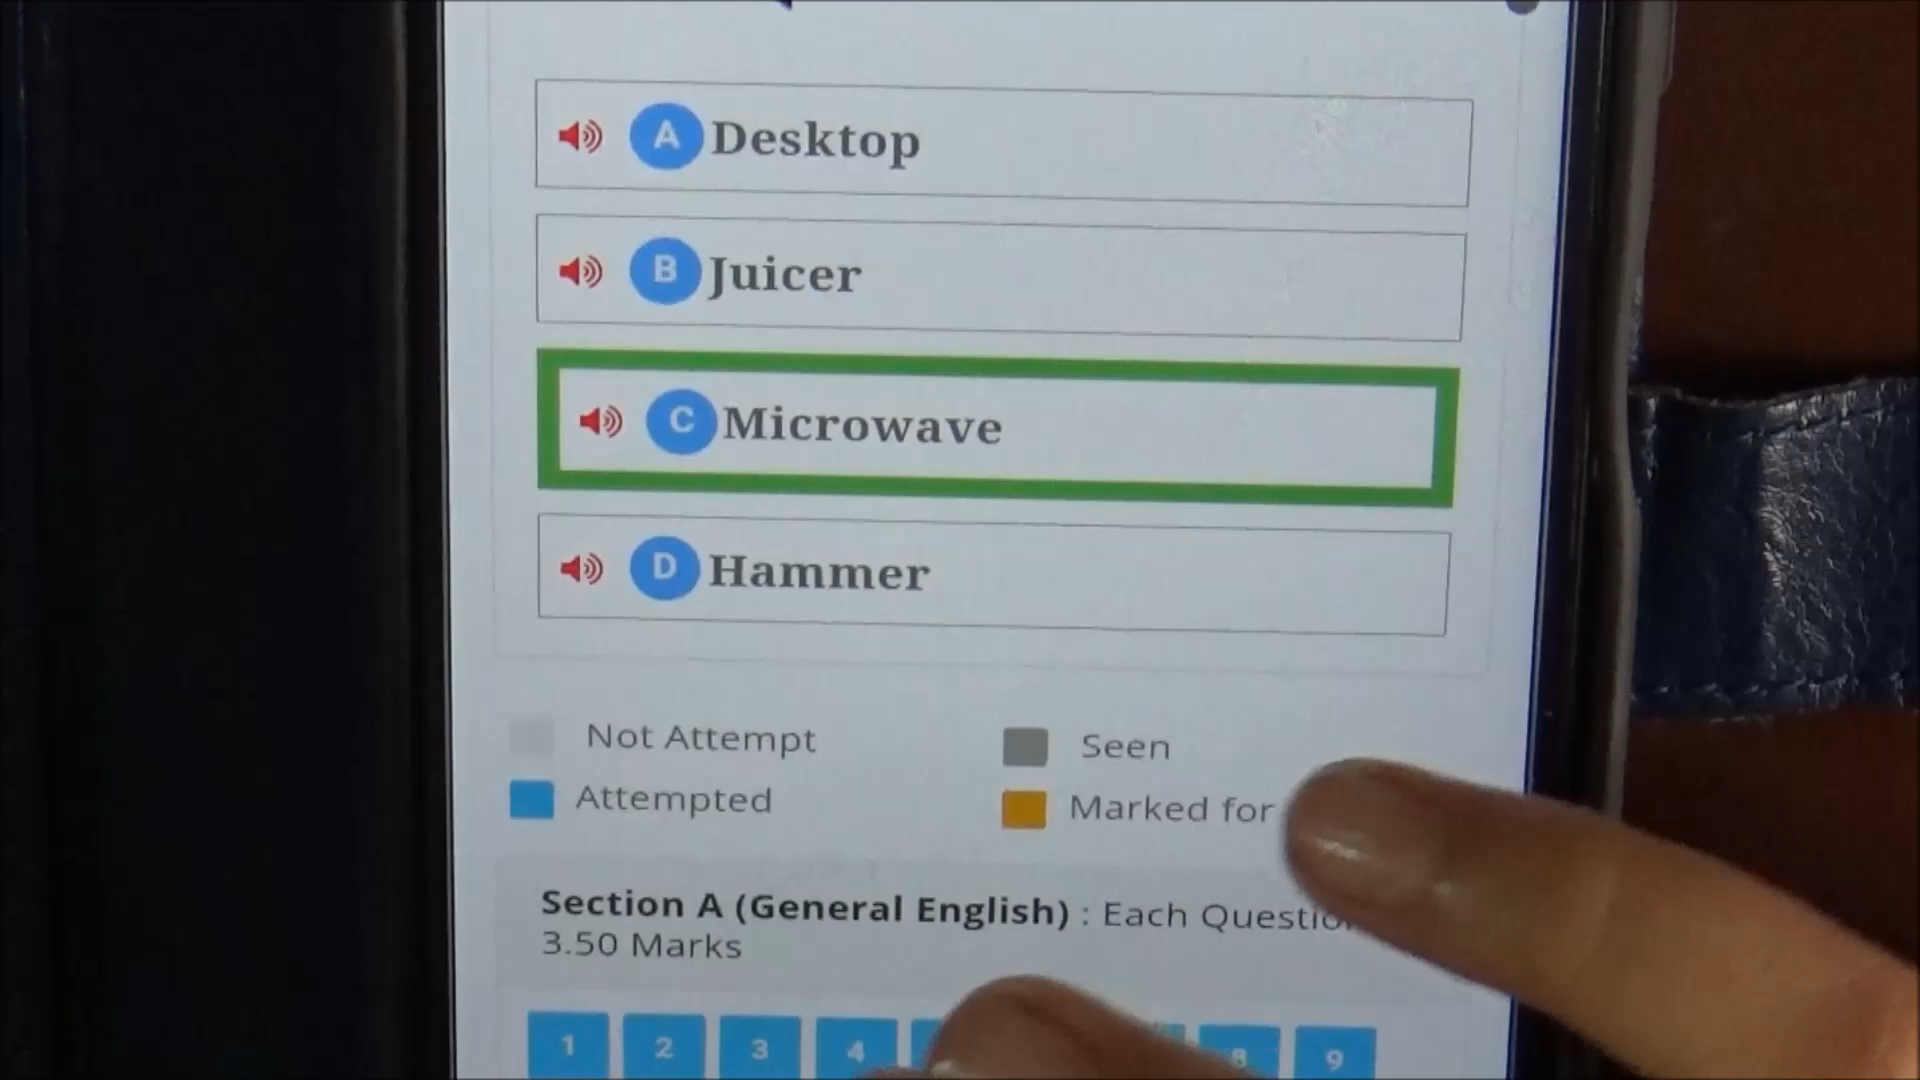 A Desktop
B Juicer
C Microwave
D Hammer
Not Attempt Seen
Attempted Marked for
Section A (General English) : Each
3.50 Marks
1 2 3 4 8 9